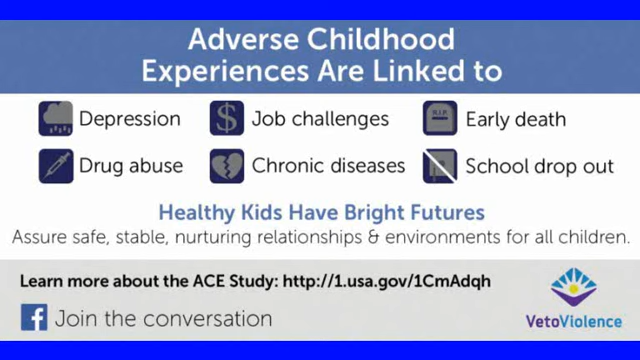 Adverse Childhood
Experiences Are Linked to
Depression
$ Job challenges
R.I.P. Early death
Drug abuse
Chronic diseases
School drop out
Healthy Kids Have Bright Futures
Assure safe, stable, nurturing relationships & environments for all children.
Learn more about the ACE Study: http://1.usa.gov/1CmAdqh
f Join the conversation
VetoViolence